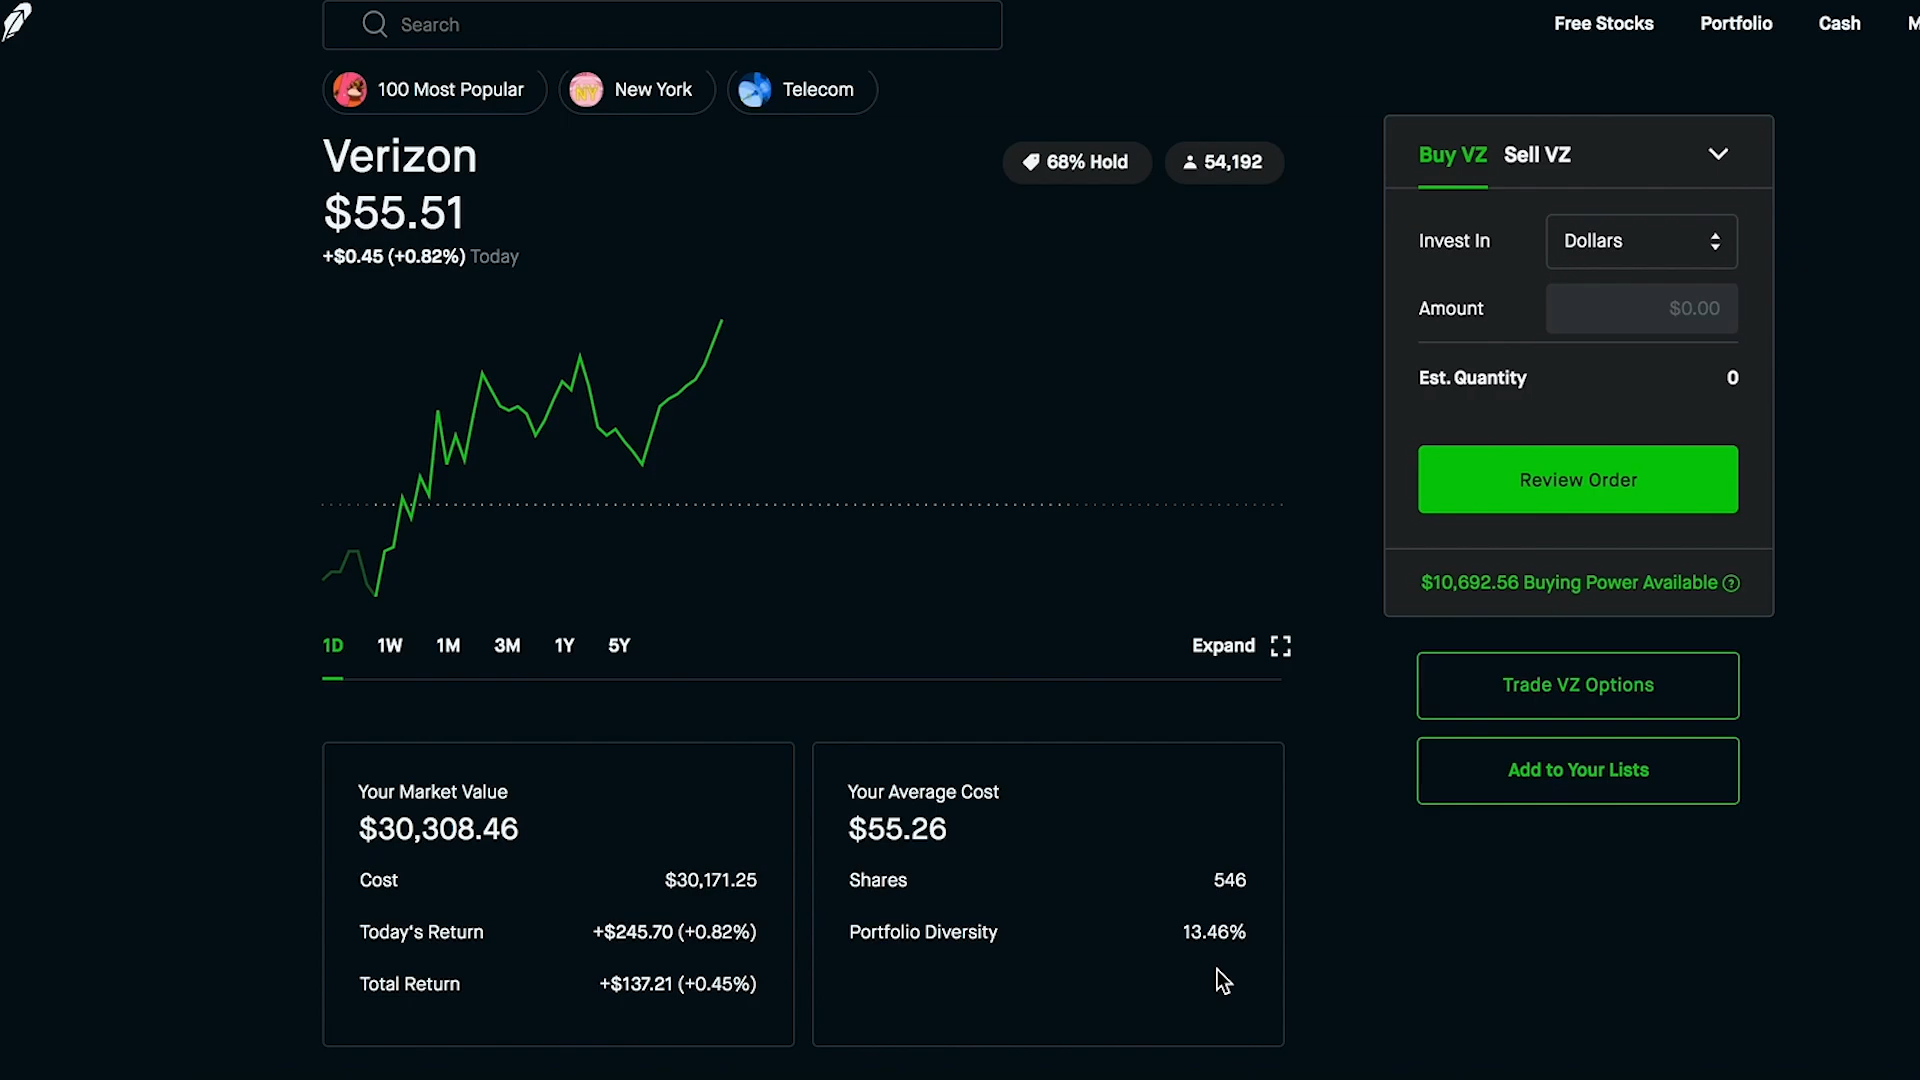 Search
Free Stocks Portfolio Cash M
100 Most Popular New York Telecom
Verizon
$55.51
+$0.45 (+0.82%) Today
68% Hold 54,192
1D 1W 1M 3M 1Y 5Y
Expand
Your Market Value
$30,308.46
Cost $30,171.25
Today's Return +$245.70 (+0.82%)
Total Return +$137.21 (+0.45%)
Your Average Cost
$55.26
Shares 546
Portfolio Diversity 13.46%
Buy VZ Sell VZ
Invest In Dollars
Amount $0.00
Est. Quantity 0
Review Order
$10,692.56 Buying Power Available ?
Trade VZ Options
Add to Your Lists